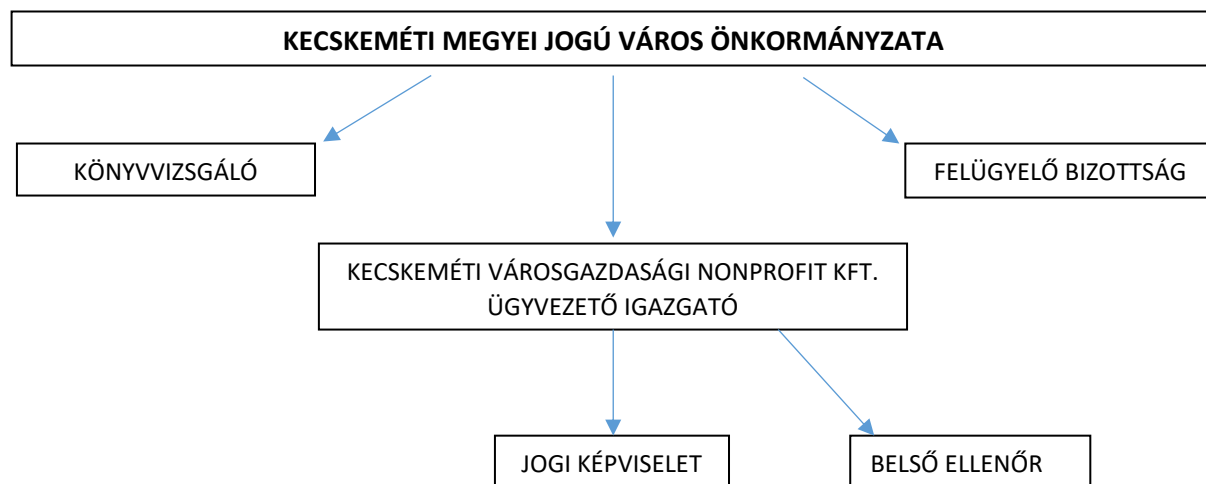 KECSKEMÉTI MEGYEI JOGÚ VÁROS ÖNKORMÁNYZATA
KÖNYVVIZSGÁLÓ
FELÜGYELŐ BIZOTTSÁG
KECSKEMÉTI VÁROSGAZDASÁGI NONPROFIT KFT.
ÜGYVEZETŐ IGAZGATÓ
JOGI KÉPVISELET
BELSŐ ELLENŐR